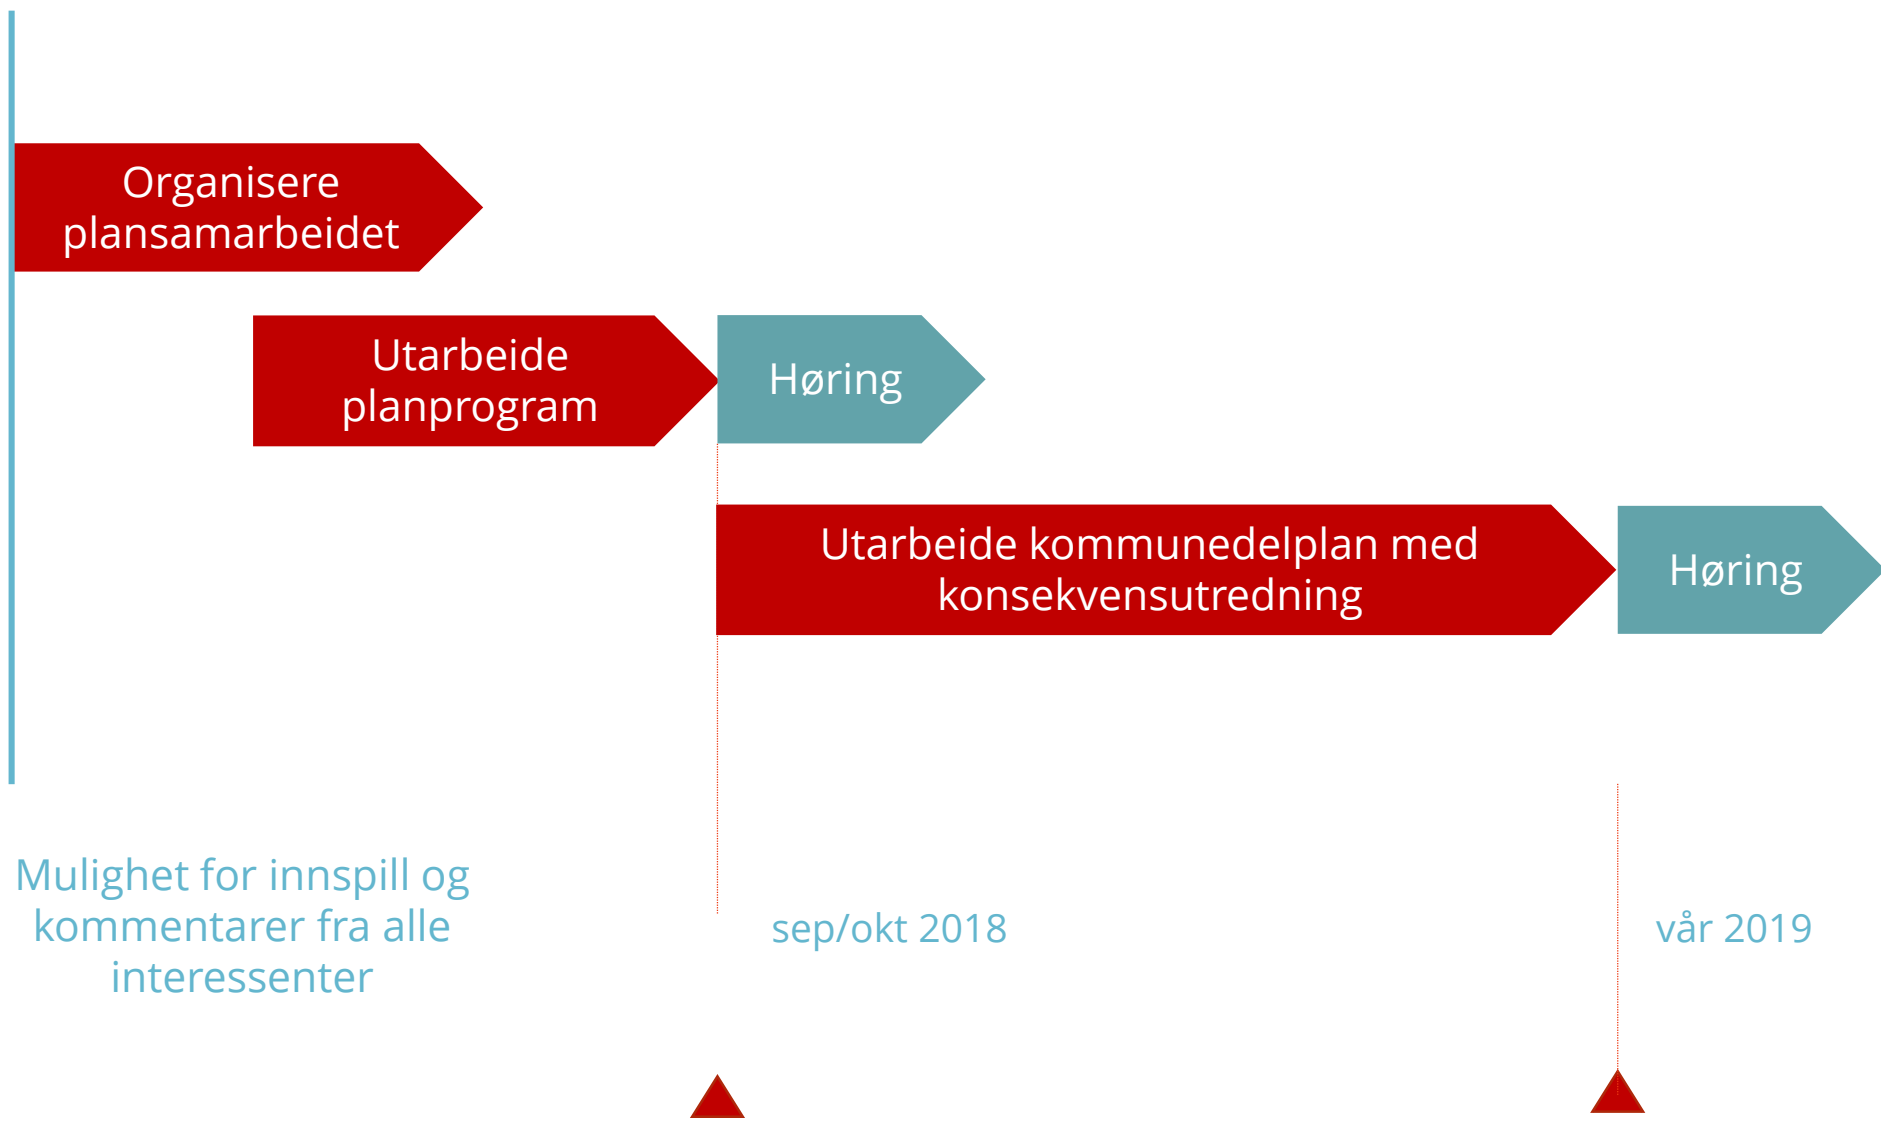 Organisere
plansamarbeidet
Utarbeide
planprogram
Høring
Utarbeide kommunedelplan med
konsekvensutredning
Høring
Mulighet for innspill og
kommentarer fra alle
interessenter
sep/okt 2018
vår 2019